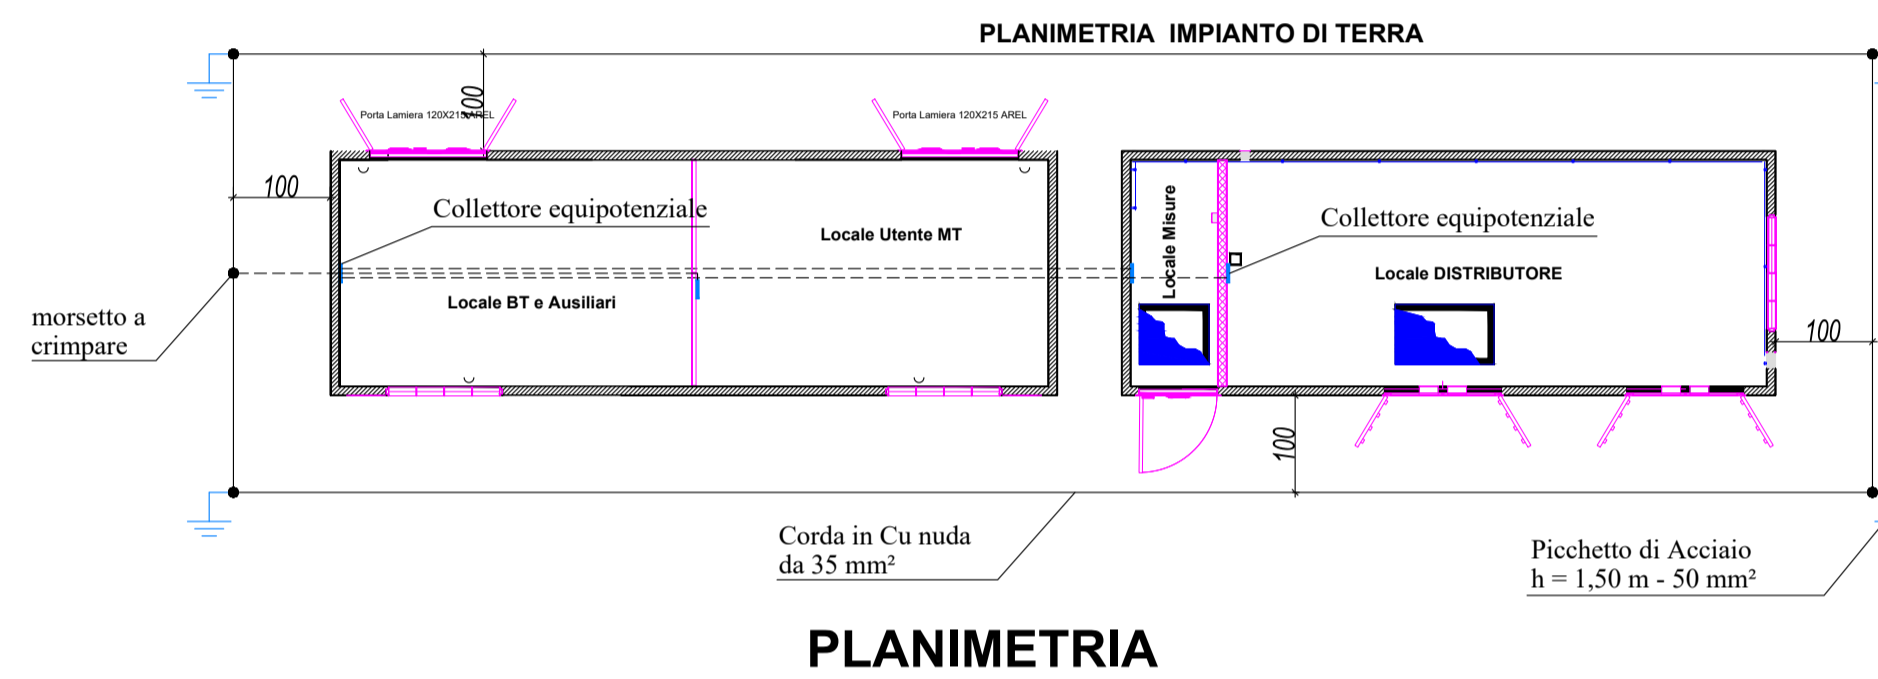 PLANIMETRIA IMPIANTO DI TERRA
100
Porta Lamiera 120X215 AREL
Porta Lamiera 120X215 AREL
100
Collettore equipotenziale
Locale Utente MT
Locale Misure
Collettore equipotenziale
Locale DISTRIBUTORE
Locale BT e Ausiliari
morsetto a
crimpare
100
100
Corda in Cu nuda
da 35 mm²
Picchetto di Acciaio
h = 1,50 m - 50 mm²
PLANIMETRIA